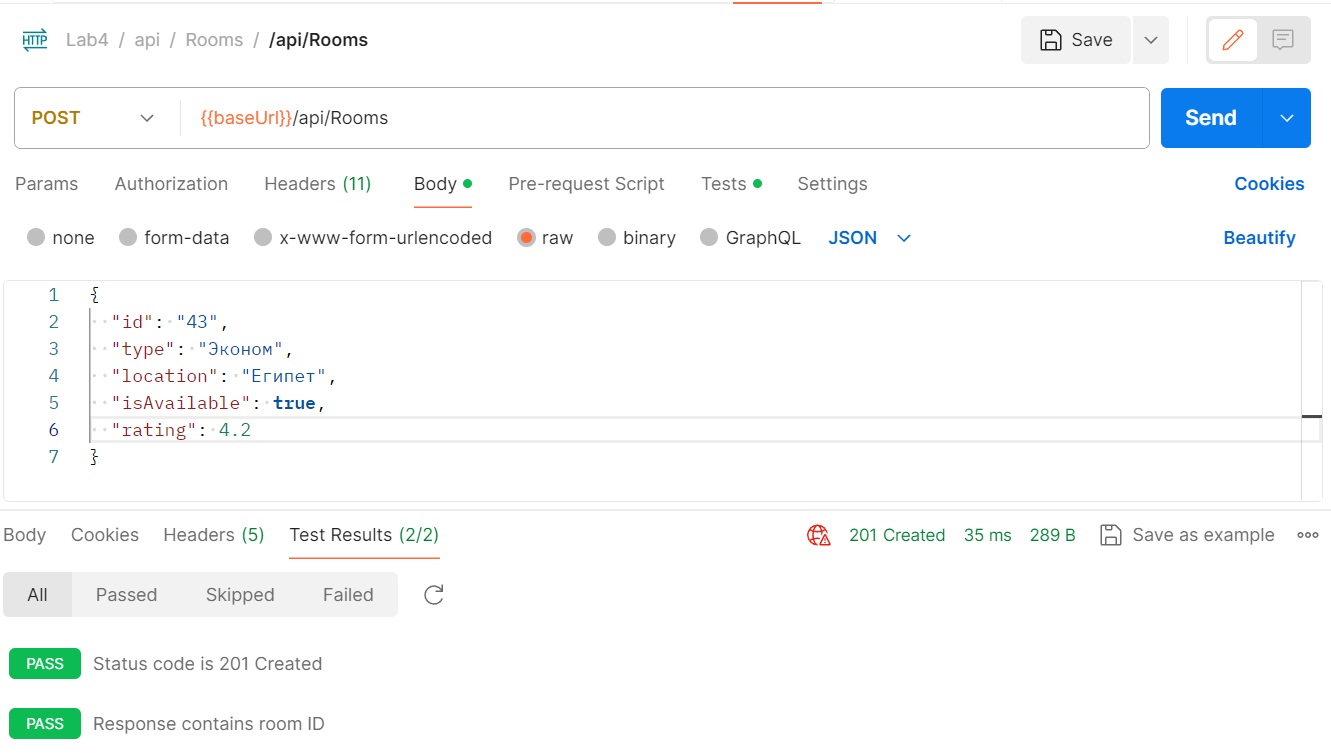 HTTP Lab4 / api / Rooms / /api/Rooms Save
POST {{baseUrl}}/api/Rooms Send
Params Authorization Headers (11) Body Pre-request Script Tests Settings Cookies
none form-data x-www-form-urlencoded raw binary GraphQL JSON Beautify
1 {
2 "id": "43",
3 "type": "Эконом",
4 "location": "Египет",
5 "isAvailable": true,
6 "rating": 4.2
7 }
Body Cookies Headers (5) Test Results (2/2) 201 Created 35 ms 289 B Save as example
All Passed Skipped Failed
PASS Status code is 201 Created
PASS Response contains room ID